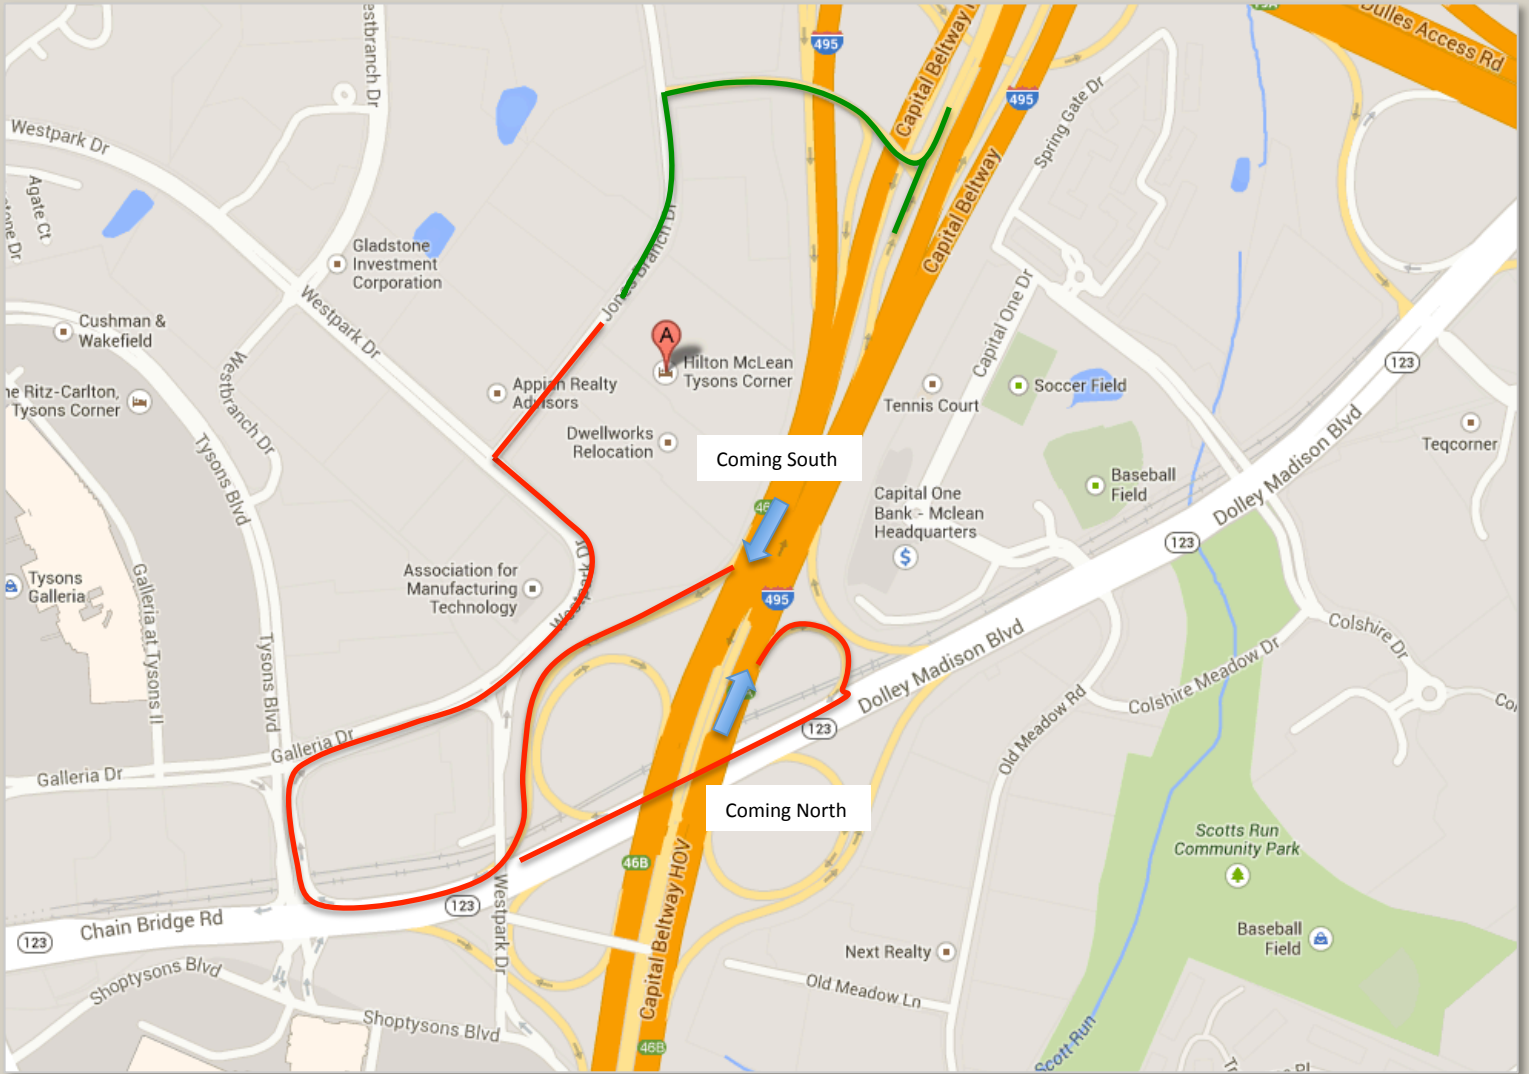 estbranch Dr
495
Capital Beltway
Dulles Access Rd
495
Westpark Dr
Spring Gate Dr
Agate Ct
stone Dr
Gladstone
Investment
Corporation
Jones Branch Dr
Capital Beltway
Westpark Dr
Cushman &
Wakefield
Capital One Dr
A
Hilton McLean
Tysons Corner
123
Westbranch Dr
Appian Realty
Advisors
Soccer Field
Tennis Court
ne Ritz-Carlton,
Tysons Corner
Dwellworks
Relocation
Teqcorner
Tysons Blvd
Coming South
Dolley Madison Blvd
Baseball
Field
Capital One
Bank - Mclean
Headquarters
46
$
123
Galleria at Tysons II
Tysons
Galleria
Association for
Manufacturing
Technology
Westpark Dr
495
Colshire Dr
Tysons Blvd
Dolley Madison Blvd
Colshire Meadow Dr
Old Meadow Rd
Col
123
Galleria Dr
Galleria Dr
Coming North
Scotts Run
Community Park
46B
123
Chain Bridge Rd
123
Westpark Dr
Capital Beltway HOV
Baseball
Field
Next Realty
Shoptysons Blvd
Old Meadow Ln
Shoptysons Blvd
Scott Run
46B